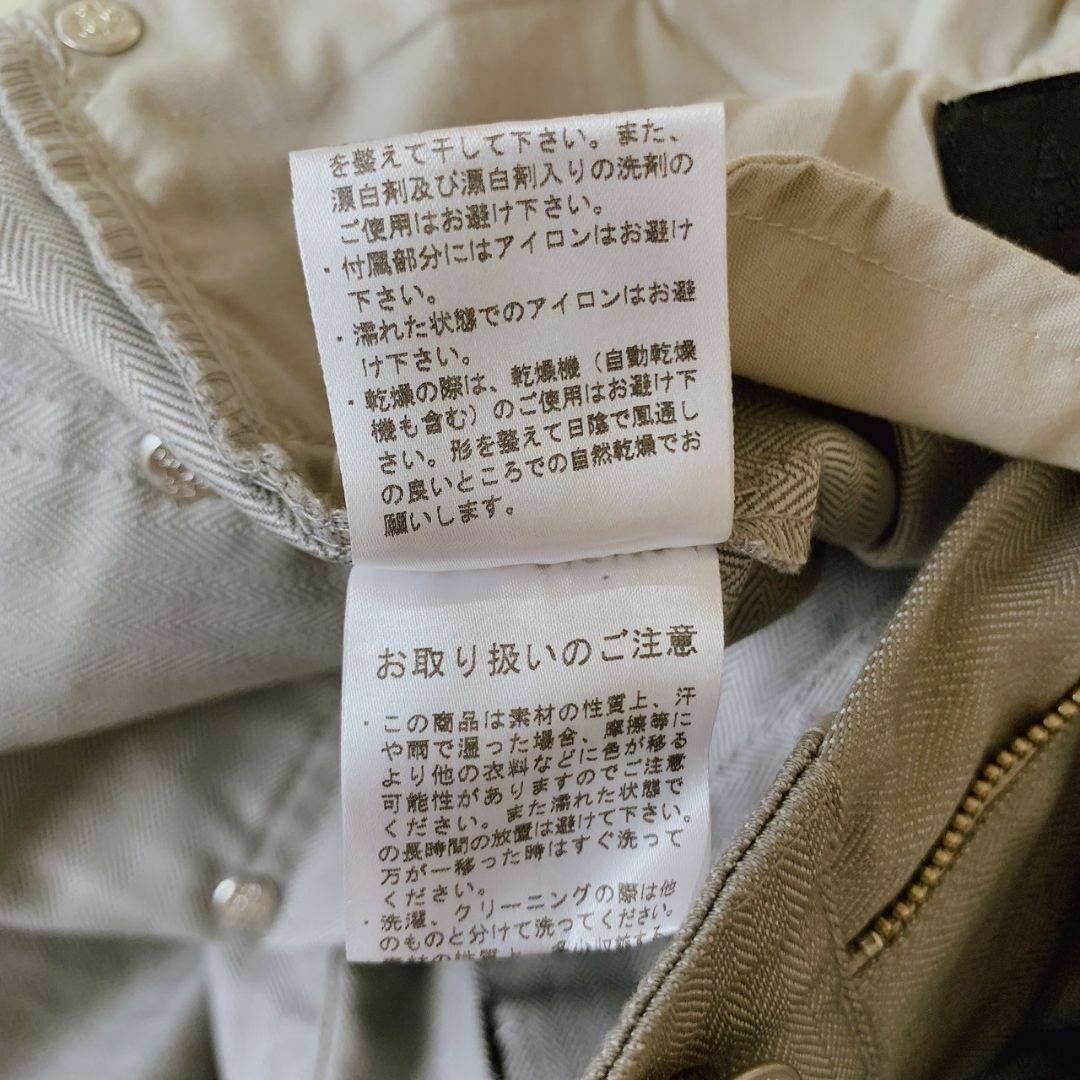 を整えて干して下さい。また、
漂白剤及び漂白剤入りの洗剤の
ご使用はお避け下さい。
・付属部分にはアイロンはお避け
下さい。
・濡れた状態でのアイロンはお避
け下さい。
・乾燥の際は、乾燥機（自動乾燥
機も含む）のご使用はお避け下
さい。形を整えて日陰で風通し
の良いところでの自然乾燥でお
願いします。
お取り扱いのご注意
・この商品は素材の性質上、汗
や雨で湿った場合、摩擦等に
より他の衣料などに色が移る
可能性がありますのでご注意
ください。また濡れた状態で
の長時間の放置は避けて下さい。
万が一移った時はすぐ洗って
ください。
・洗濯、クリーニングの際は他
のものと分けて洗ってください。